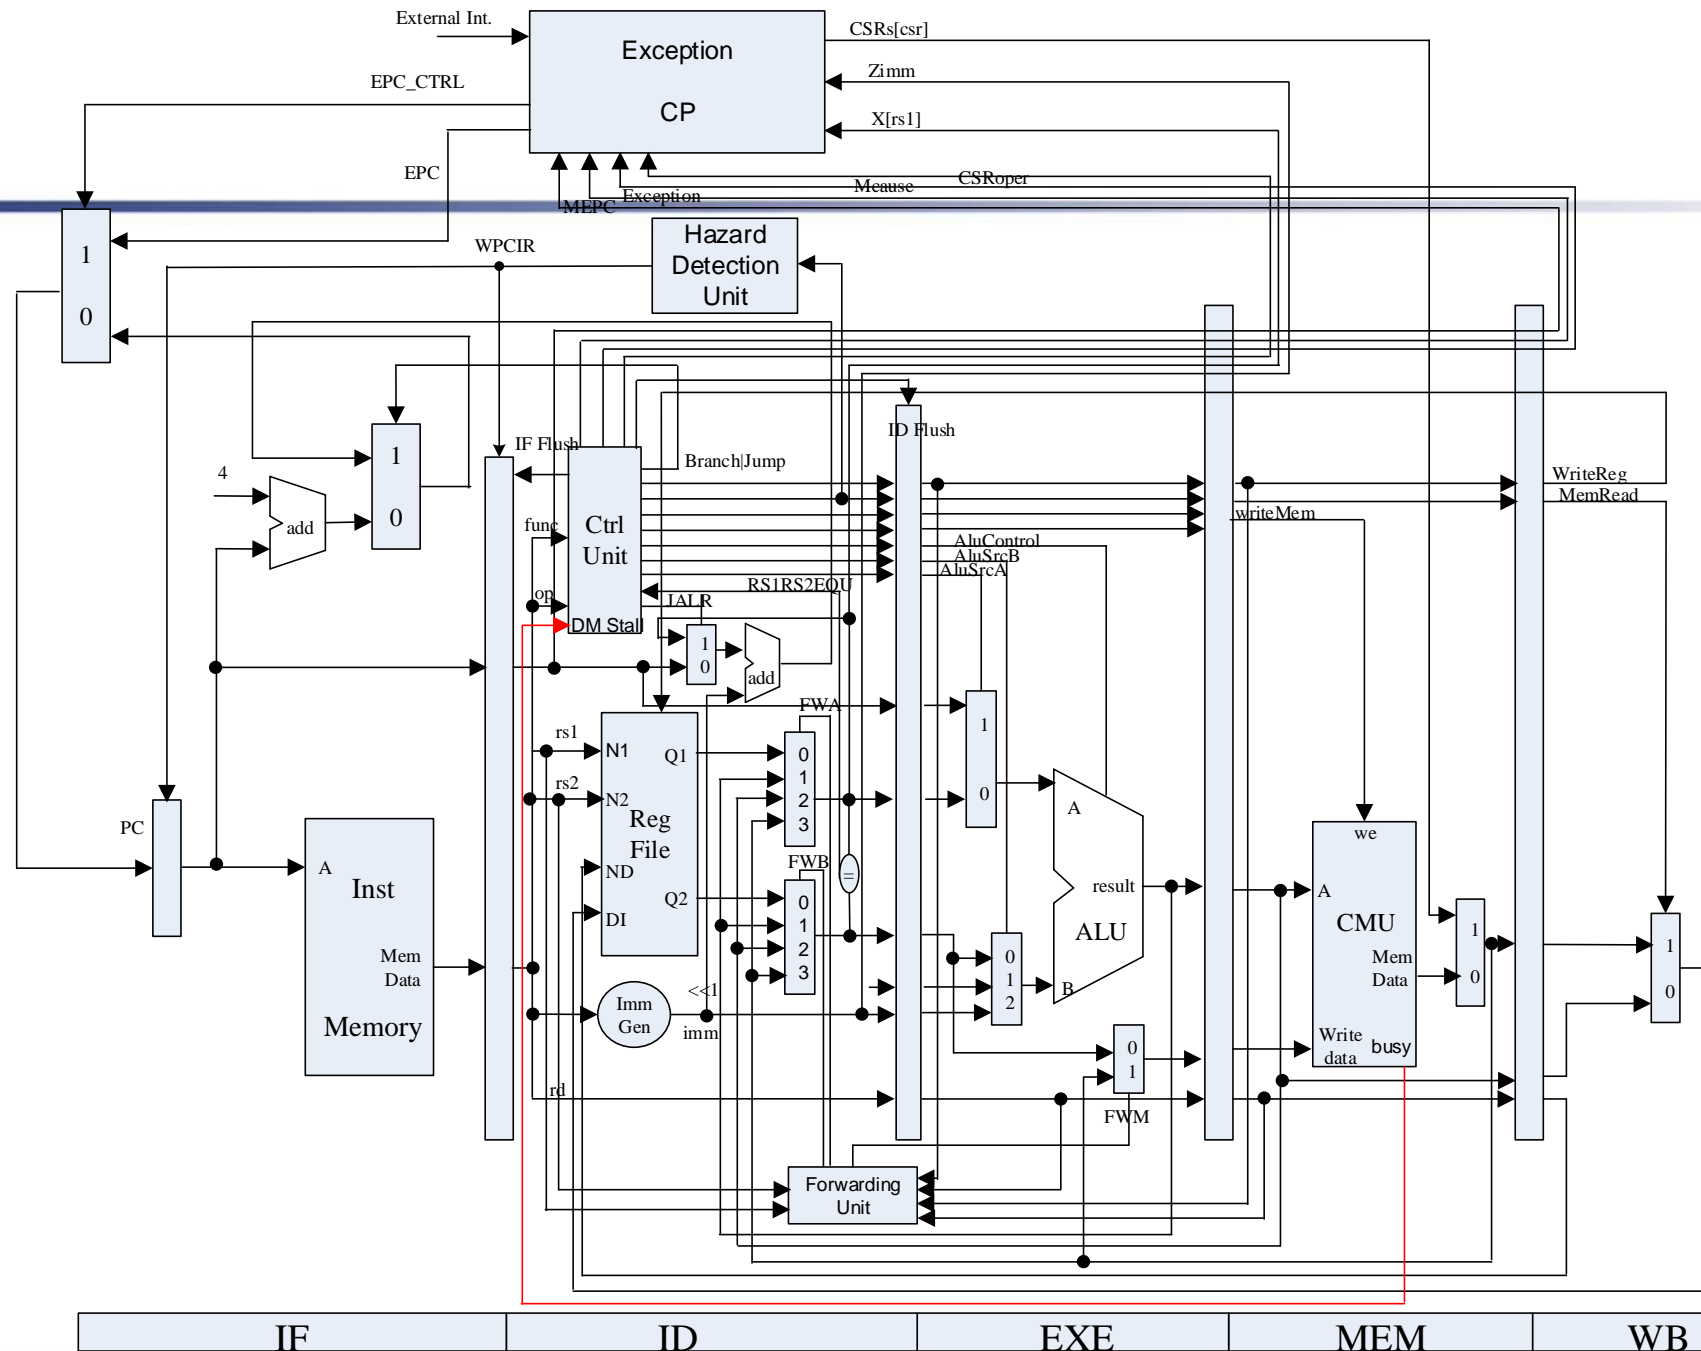 External Int.
CSRs[csr]
Exception
CP
EPC_CTRL
Zimm
X[rs1]
EPC
Mcause
CSRoper
Exception
MEPC
WPCIR
Hazard
Detection
Unit
1
0
ID Flush
IF Flush
Branch|Jump
4
add
1
0
func
Ctrl
Unit
op
DM Stall
RS1RS2EQU
JALR
1
0
add
AluControl
AluSrcB
AluSrcA
writeMem
WriteReg
MemRead
FWA
rs1
N1
Q1
rs2
N2
Reg
File
ND
Q2
DI
0
1
2
3
FWB
0
1
2
3
=
1
0
A
result
ALU
B
0
1
2
PC
A
Inst
Mem
Data
Memory
Imm
Gen
<<1
imm
rd
0
1
FWM
we
A
CMU
Mem
Data
Write
data
busy
1
0
1
0
Forwarding
Unit
IF
ID
EXE
MEM
WB